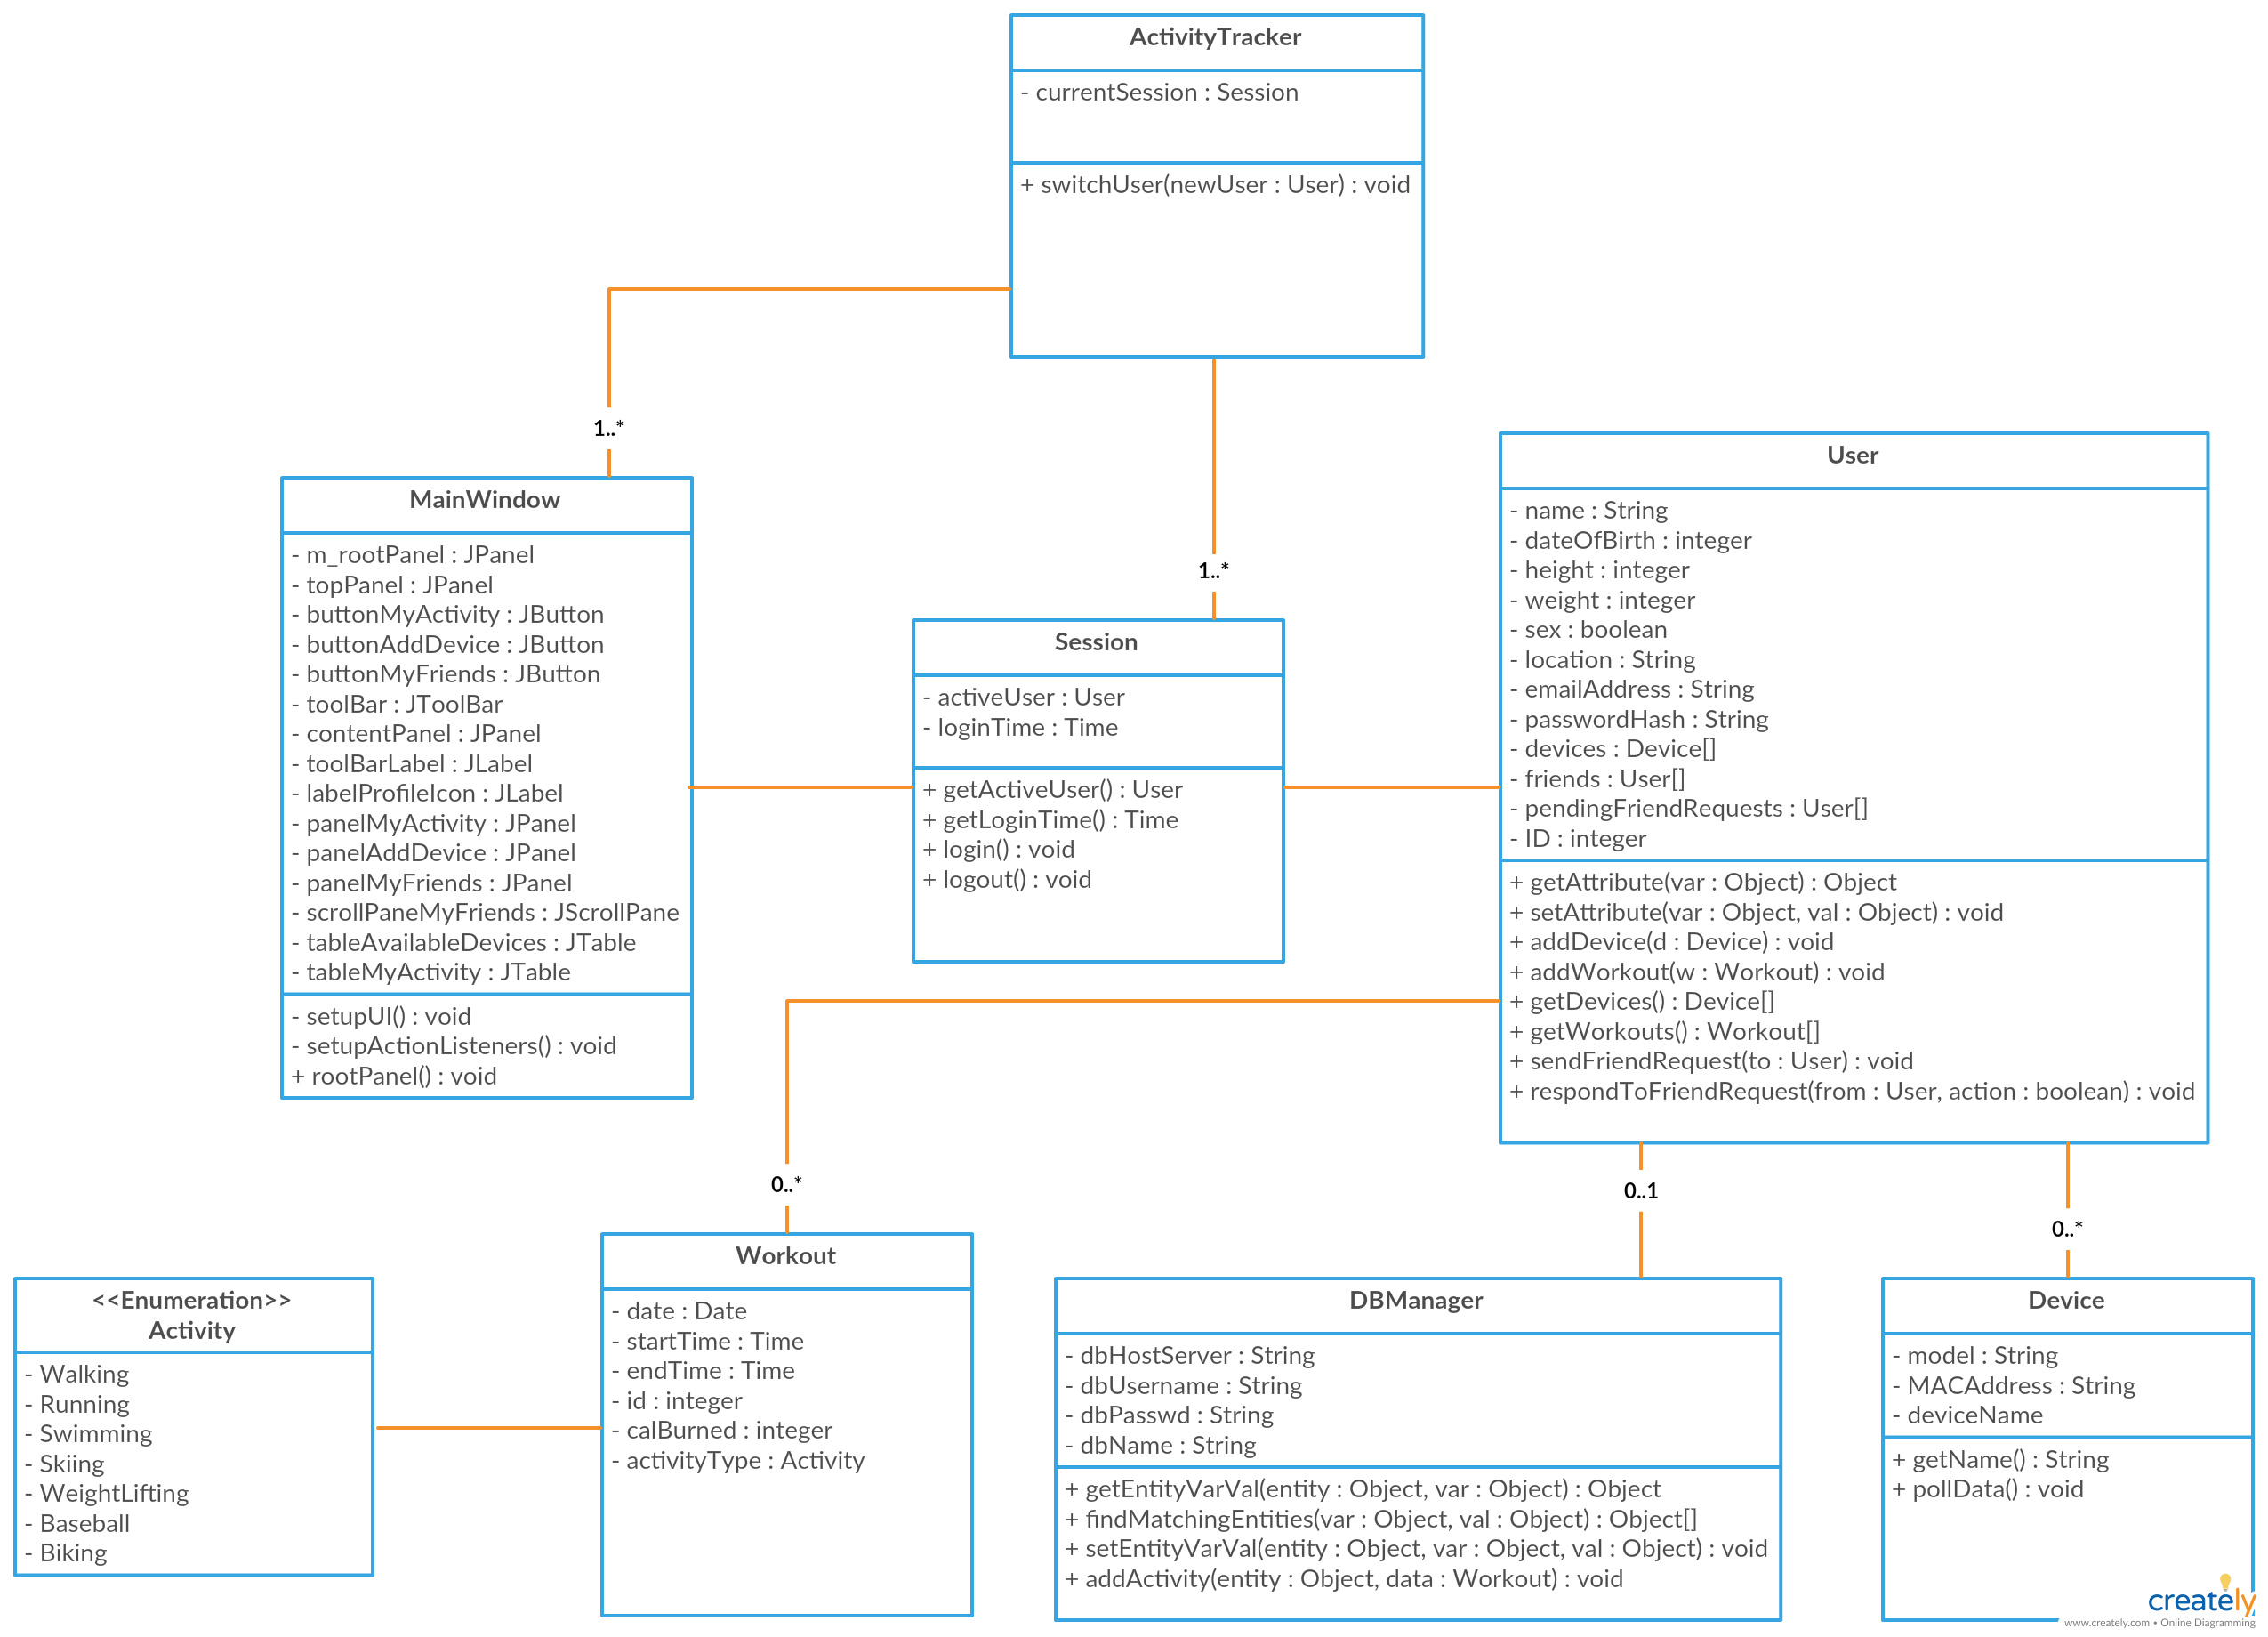 ActivityTracker
- currentSession : Session
+ switchUser(newUser : User) : void
1..*
1..*
MainWindow
- m_rootPanel : JPanel
- topPanel : JPanel
- buttonMyActivity : JButton
- buttonAddDevice : JButton
- buttonMyFriends : JButton
- toolBar : JToolBar
- contentPanel : JPanel
- toolBarLabel : JLabel
- labelProfileIcon : JLabel
- panelMyActivity : JPanel
- panelAddDevice : JPanel
- panelMyFriends : JPanel
- scrollPaneMyFriends : JScrollPane
- tableAvailableDevices : JTable
- tableMyActivity : JTable
- setupUI() : void
- setupActionListeners() : void
+ rootPanel() : void
Session
- activeUser : User
- loginTime : Time
+ getActiveUser() : User
+ getLoginTime() : Time
+ login() : void
+ logout() : void
User
- name : String
- dateOfBirth : integer
- height : integer
- weight : integer
- sex : boolean
- location : String
- emailAddress : String
- passwordHash : String
- devices : Device[]
- friends : User[]
- pendingFriendRequests : User[]
- ID : integer
+ getAttribute(var : Object) : Object
+ setAttribute(var : Object, val : Object) : void
+ addDevice(d : Device) : void
+ addWorkout(w : Workout) : void
+ getDevices() : Device[]
+ getWorkouts() : Workout[]
+ sendFriendRequest(to : User) : void
+ respondToFriendRequest(from : User, action : boolean) : void
0..*
0..1
0..*
<<Enumeration>>
Activity
- Walking
- Running
- Swimming
- Skiing
- WeightLifting
- Baseball
- Biking
Workout
- date : Date
- startTime : Time
- endTime : Time
- id : integer
- calBurned : integer
- activityType : Activity
DBManager
- dbHostServer : String
- dbUsername : String
- dbPasswd : String
- dbName : String
+ getEntityVarVal(entity : Object, var : Object) : Object
+ findMatchingEntities(var : Object, val : Object) : Object[]
+ setEntityVarVal(entity : Object, var : Object, val : Object) : void
+ addActivity(entity : Object, data : Workout) : void
Device
- model : String
- MACAddress : String
- deviceName
+ getName() : String
+ pollData() : void
creately
www.creately.com • Online Diagramming